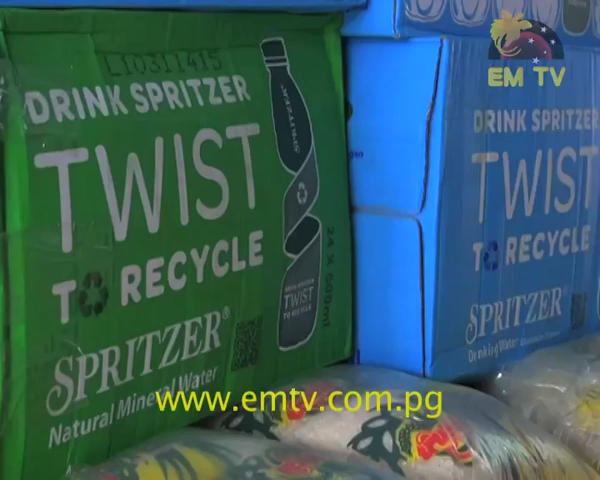 EM TV
L10311415
DRINK SPRITZER
TWIST
TO RECYCLE
SPRITZER®
Natural Mineral Water
SPRITZER
TWIST
TO RECYCLE
24 X 600ml
DRINK SPRITZER
TWIST
TO RECYCLE
SPRITZER®
Drinking Water
www.emtv.com.pg